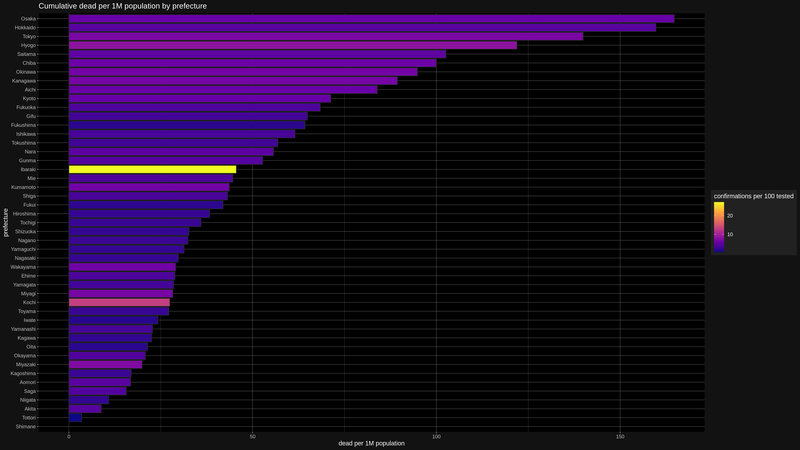 Cumulative dead per 1M population by prefecture
prefecture
Osaka
Hokkaido
Tokyo
Hyogo
Saitama
Chiba
Okinawa
Kanagawa
Aichi
Kyoto
Fukuoka
Gifu
Fukushima
Ishikawa
Tokushima
Nara
Gunma
Ibaraki
Mie
Kumamoto
Shiga
Fukui
Hiroshima
Tochigi
Shizuoka
Nagano
Yamaguchi
Nagasaki
Wakayama
Ehime
Yamagata
Miyagi
Kochi
Toyama
Iwate
Yamanashi
Kagawa
Oita
Okayama
Miyazaki
Kagoshima
Aomori
Saga
Niigata
Akita
Tottori
Shimane
0 50 100 150
dead per 1M population
confirmations per 100 tested
20
10